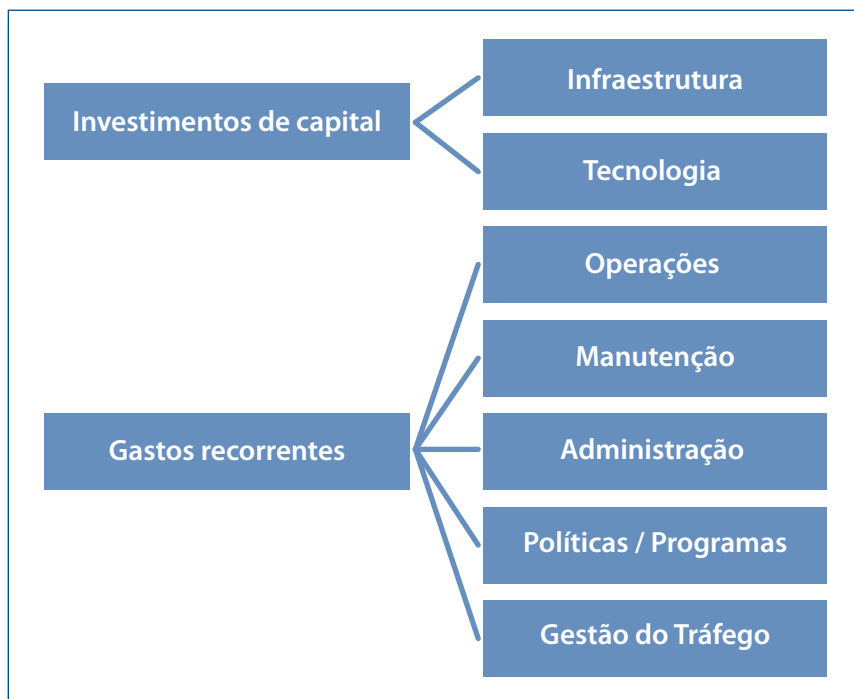 Investimentos de capital
Infraestrutura
Tecnologia
Gastos recorrentes
Operações
Manutenção
Administração
Políticas / Programas
Gestão do Tráfego